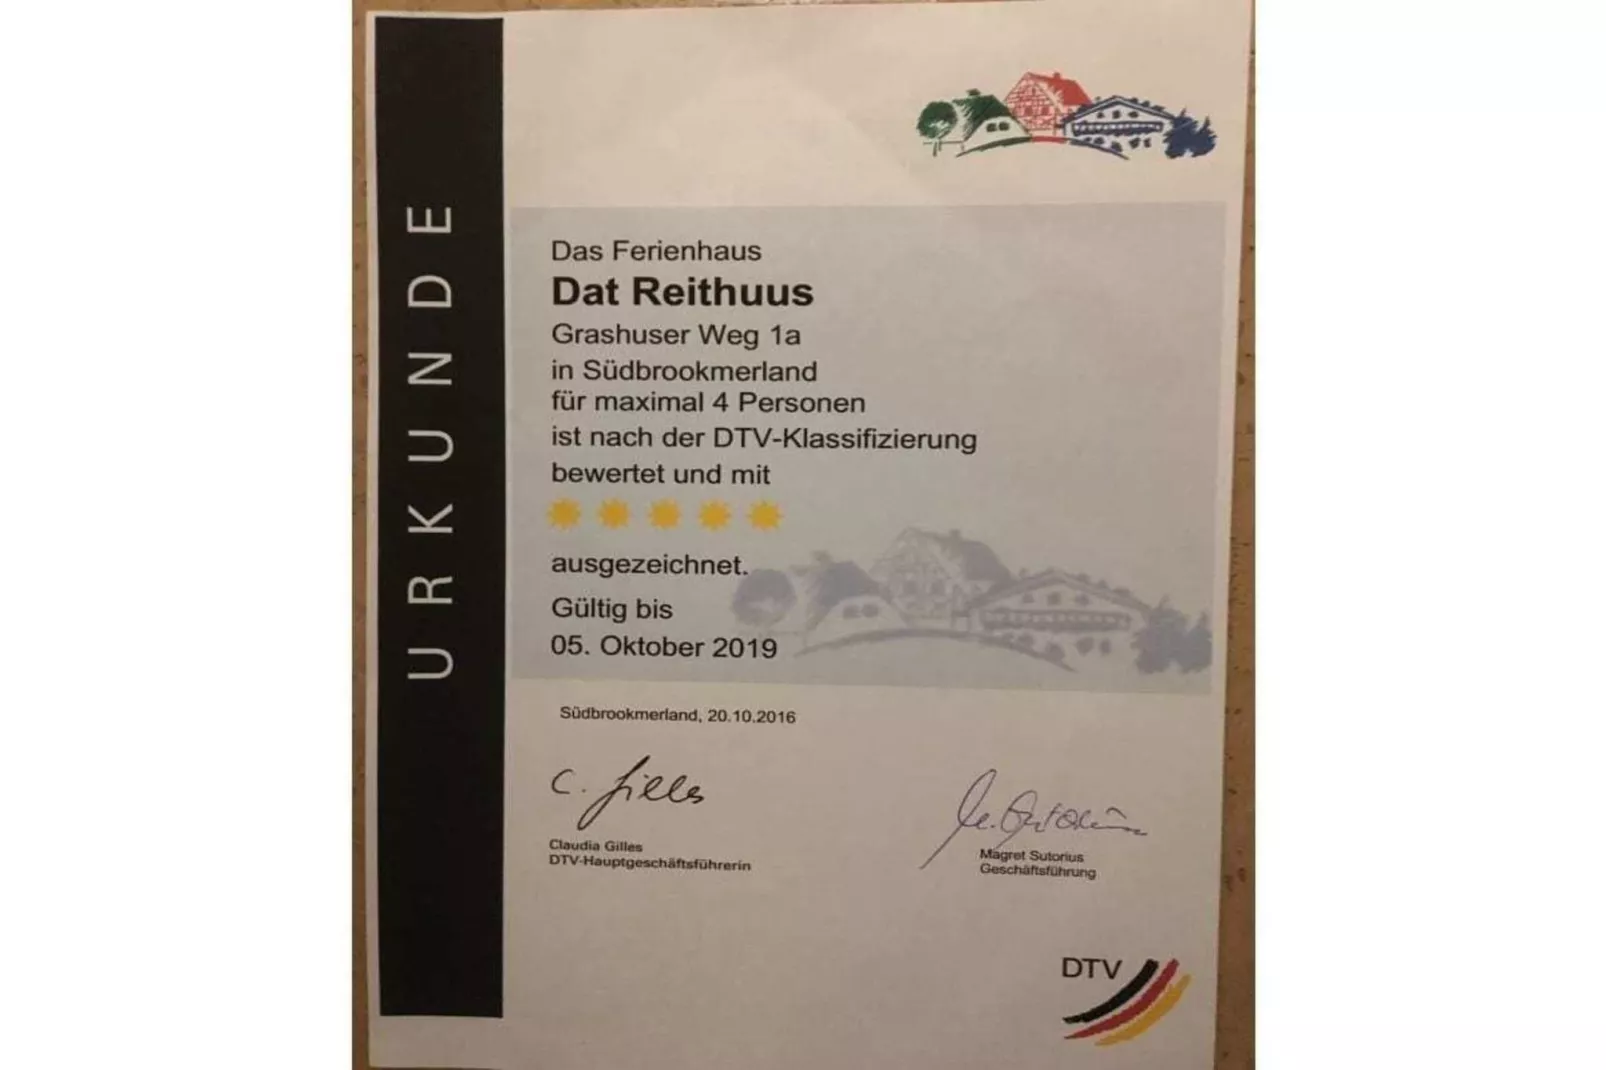 URKUNDE
Das Ferienhaus
Dat Reithuus
Grashuser Weg 1a
in Südbrookmerland
für maximal 4 Personen
ist nach der DTV-Klassifizierung
bewertet und mit
ausgezeichnet.
Gültig bis
05. Oktober 2019
Südbrookmerland, 20.10.2016
C. Gilles
Claudia Gilles
DTV-Hauptgeschäftsführerin
M. Sutorius
Magret Sutorius
Geschäftsführung
DTV